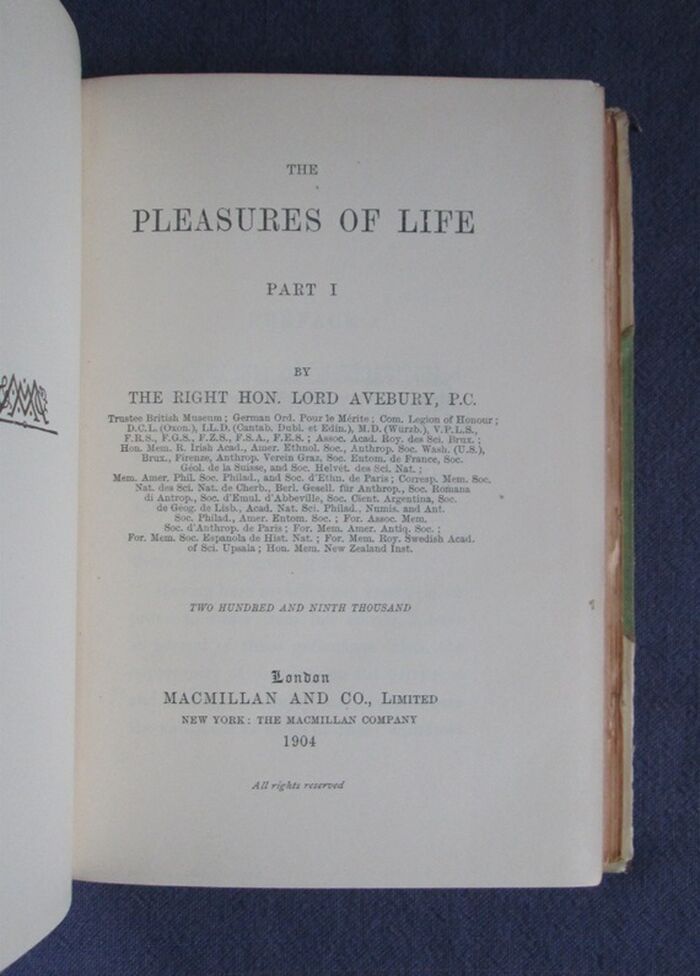 THE
PLEASURES OF LIFE
PART I
BY
THE RIGHT HON. LORD AVEBURY, P.C.
Trustee British Museum; German Ord. Pour le Mérite; Com. Legion of Honour;
D.C.L. (Oxon.), LL.D. (Cantab. Dubl. et Edin.), M.D. (Würzb.), V.P.L.S.,
F.R.S., F.G.S., F.Z.S., F.S.A., F.E.S.; Assoc. Acad. Roy. des Sci. Brux.;
Hon. Mem. R. Irish Acad., Amer. Ethnol. Soc., Anthrop. Soc. Wash. (U.S.),
Brux., Firenze, Anthrop. Verein Graz, Soc. Entom. de France, Soc.
Géol. de la Suisse, and Soc. Helvét. des Sci. Nat.;
Mem. Amer. Phil. Soc. Philad., and Soc. d'Ethn. de Paris; Corresp. Mem. Soc.
Nat. des Sci. Nat. de Cherb., Berl. Gesell. für Anthrop., Soc. Romana
di Antrop., Soc. d'Emul. d'Abbeville, Soc. Cient. Argentina, Soc.
de Géog. de Lisb., Acad. Nat. Sci. Philad., Numis. and Ant.
Soc. Philad., Amer. Entom. Soc.; For. Assoc. Mem.
Soc. d'Anthrop. de Paris; For. Mem. Amer. Antiq. Soc.;
For. Mem. Soc. Espanola de Hist. Nat.; For. Mem. Roy. Swedish Acad.
of Sci. Upsala; Hon. Mem. New Zealand Inst.
TWO HUNDRED AND NINTH THOUSAND
London
MACMILLAN AND CO., LIMITED
NEW YORK: THE MACMILLAN COMPANY
1904
All rights reserved